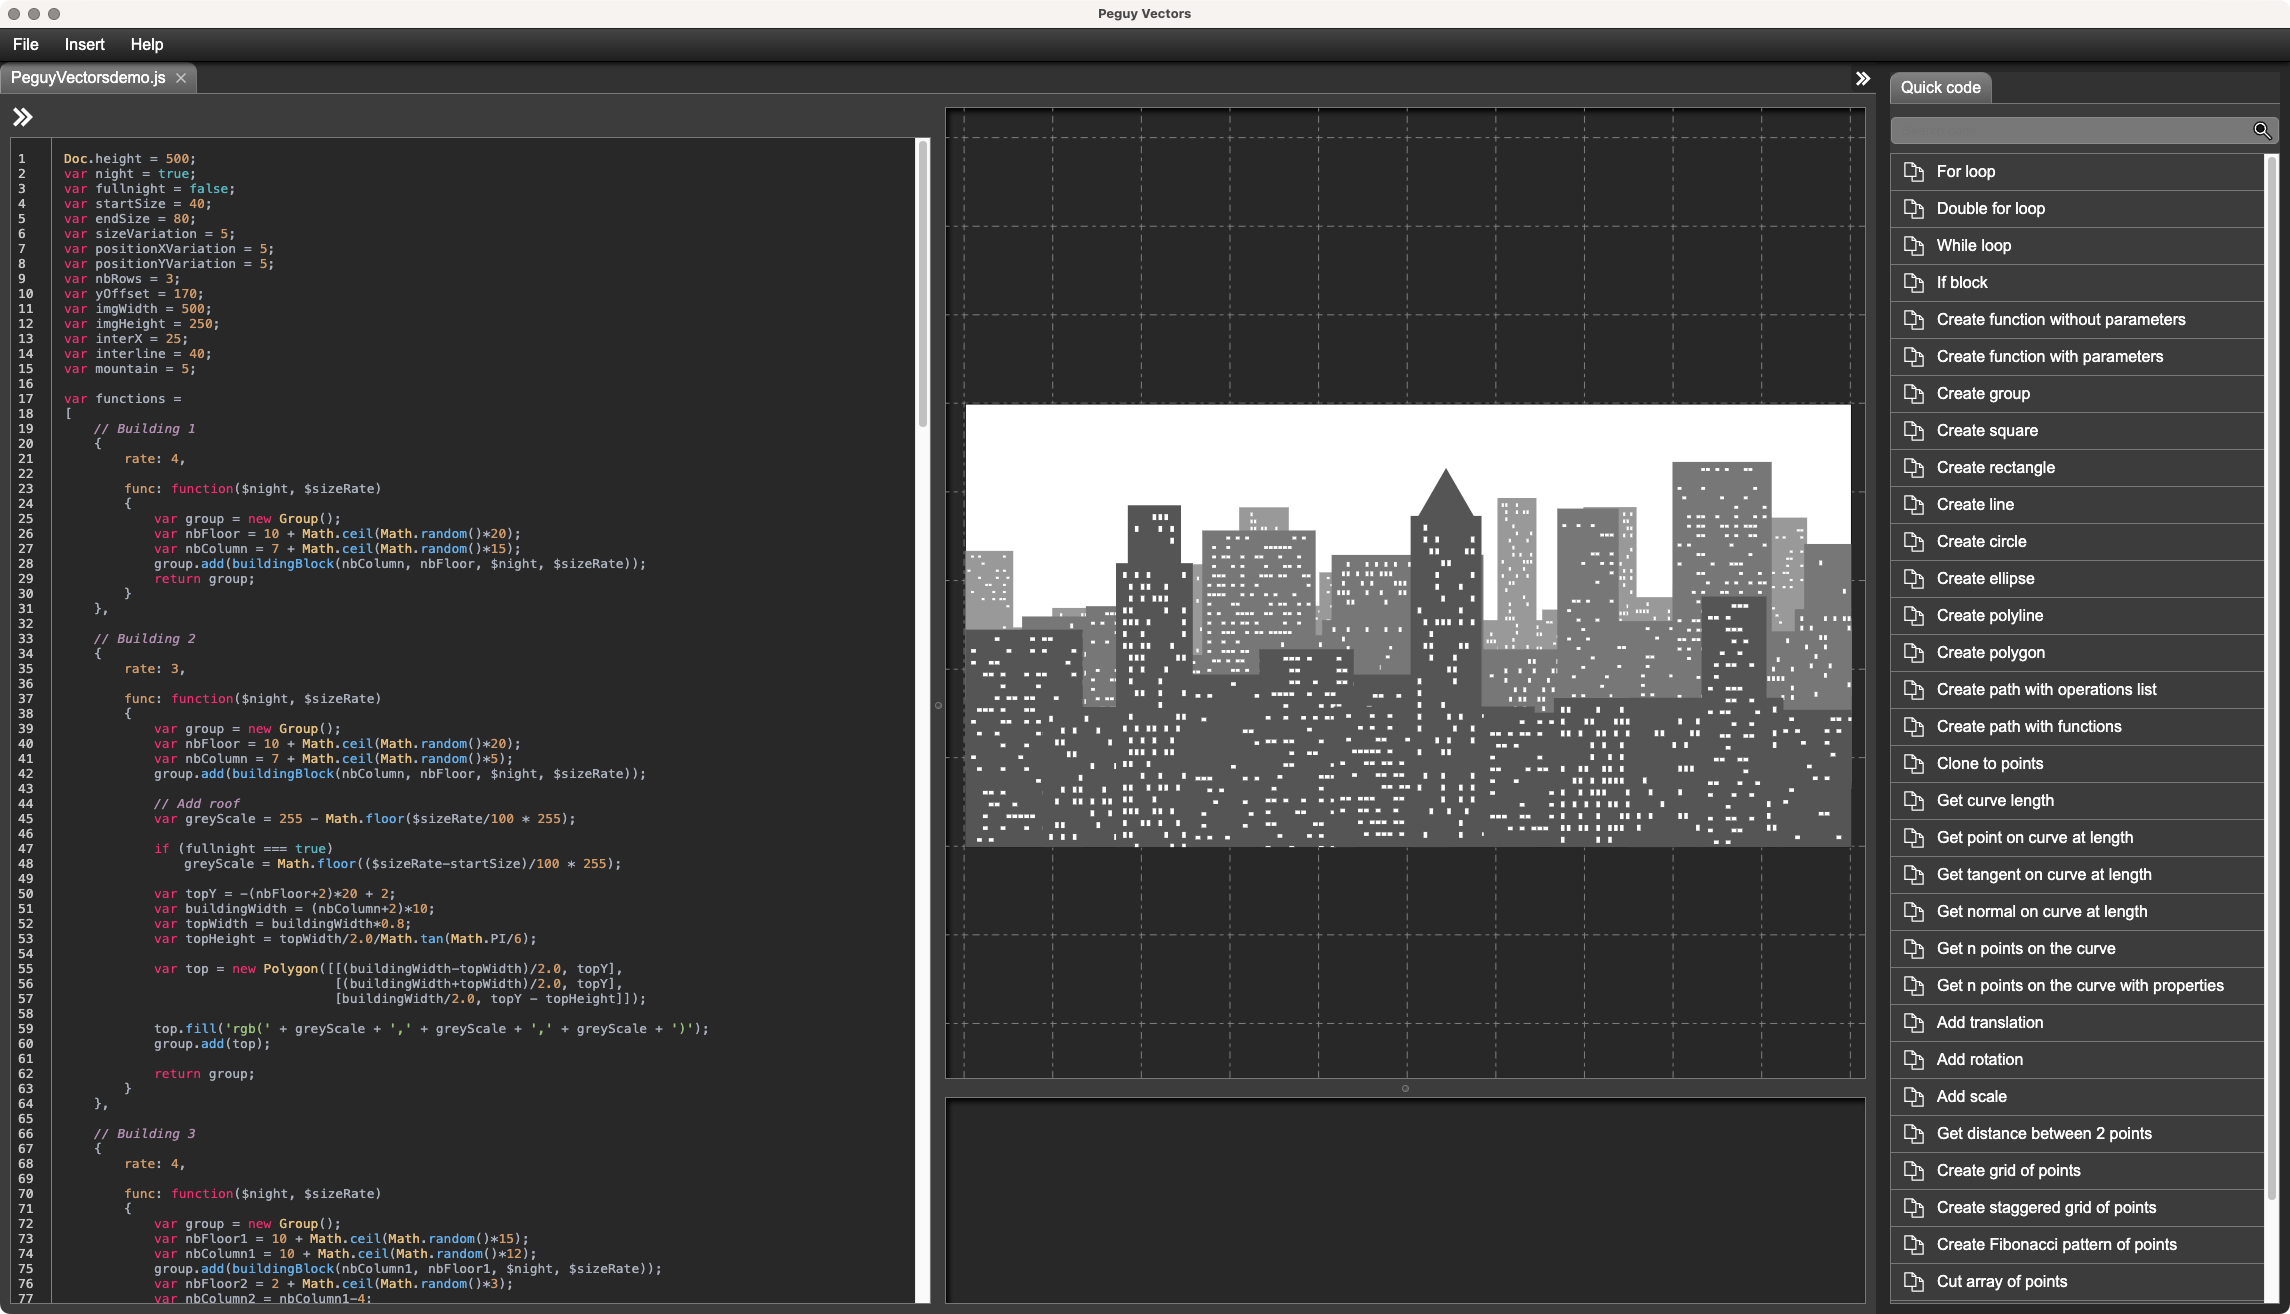 Peguy Vectors
File Insert Help
PeguyVectorsdemo.js
1 Doc.height = 500;
2 var night = true;
3 var fullnight = false;
4 var startSize = 40;
5 var endSize = 80;
6 var sizeVariation = 5;
7 var positionXVariation = 5;
8 var positionYVariation = 5;
9 var nbRows = 3;
10 var yOffset = 170;
11 var imgWidth = 500;
12 var imgHeight = 250;
13 var interX = 25;
14 var interline = 40;
15 var mountain = 5;
16
17 var functions =
18 [
19 // Building 1
20 {
21 rate: 4,
22
23 func: function($night, $sizeRate)
24 {
25 var group = new Group();
26 var nbFloor = 10 + Math.ceil(Math.random()*20);
27 var nbColumn = 7 + Math.ceil(Math.random()*15);
28 group.add(buildingBlock(nbColumn, nbFloor, $night, $sizeRate));
29 return group;
30 }
31 },
32
33 // Building 2
34 {
35 rate: 3,
36
37 func: function($night, $sizeRate)
38 {
39 var group = new Group();
40 var nbFloor = 10 + Math.ceil(Math.random()*20);
41 var nbColumn = 7 + Math.ceil(Math.random()*5);
42 group.add(buildingBlock(nbColumn, nbFloor, $night, $sizeRate));
43
44 // Add roof
45 var greyScale = 255 - Math.floor($sizeRate/100 * 255);
46
47 if (fullnight === true)
48 greyScale = Math.floor(($sizeRate-startSize)/100 * 255);
49
50 var topY = -(nbFloor+2)*20 + 2;
51 var buildingWidth = (nbColumn+2)*10;
52 var topWidth = buildingWidth*0.8;
53 var topHeight = topWidth/2.0/Math.tan(Math.PI/6);
54
55 var top = new Polygon([[(buildingWidth-topWidth)/2.0, topY],
56 [(buildingWidth+topWidth)/2.0, topY],
57 [buildingWidth/2.0, topY - topHeight]]);
58
59 top.fill('rgb(' + greyScale + ',' + greyScale + ',' + greyScale + ')');
60 group.add(top);
61
62 return group;
63 }
64 },
65
66 // Building 3
67 {
68 rate: 4,
69
70 func: function($night, $sizeRate)
71 {
72 var group = new Group();
73 var nbFloor1 = 10 + Math.ceil(Math.random()*15);
74 var nbColumn1 = 10 + Math.ceil(Math.random()*12);
75 group.add(buildingBlock(nbColumn1, nbFloor1, $night, $sizeRate));
76 var nbFloor2 = 2 + Math.ceil(Math.random()*3);
77 var nbColumn2 = nbColumn1-4;
Quick code
For loop
Double for loop
While loop
If block
Create function without parameters
Create function with parameters
Create group
Create square
Create rectangle
Create line
Create circle
Create ellipse
Create polyline
Create polygon
Create path with operations list
Create path with functions
Clone to points
Get curve length
Get point on curve at length
Get tangent on curve at length
Get normal on curve at length
Get n points on the curve
Get n points on the curve with properties
Add translation
Add rotation
Add scale
Get distance between 2 points
Create grid of points
Create staggered grid of points
Create Fibonacci pattern of points
Cut array of points